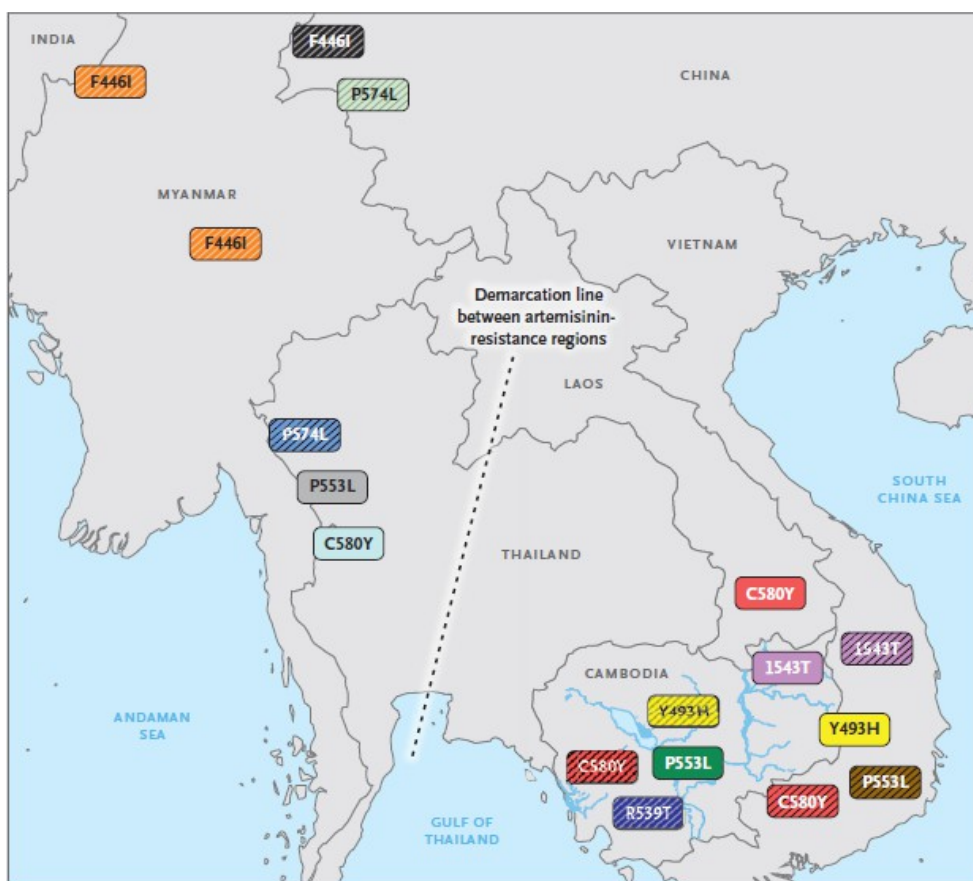 INDIA
F446I
F446I
CHINA
P574L
MYANMAR
F446I
VIETNAM
Demarcation line
between artemisinin-
resistance regions
LAOS
P574L
P553L
SOUTH
CHINA SEA
C580Y
THAILAND
C580Y
I543T
I543T
CAMBODIA
Y493H
ANDAMAN
SEA
Y493H
C580Y
P553L
P553L
C580Y
R539T
GULF OF
THAILAND